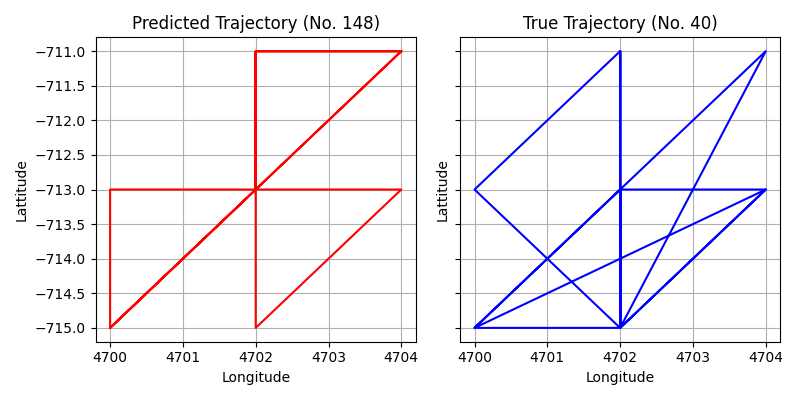 Predicted Trajectory (No. 148)
True Trajectory (No. 40)
−711.0
−711.5
−712.0
−712.5
−713.0
−713.5
−714.0
−714.5
−715.0
Lattitude
Lattitude
4700 4701 4702 4703 4704
4700 4701 4702 4703 4704
Longitude
Longitude